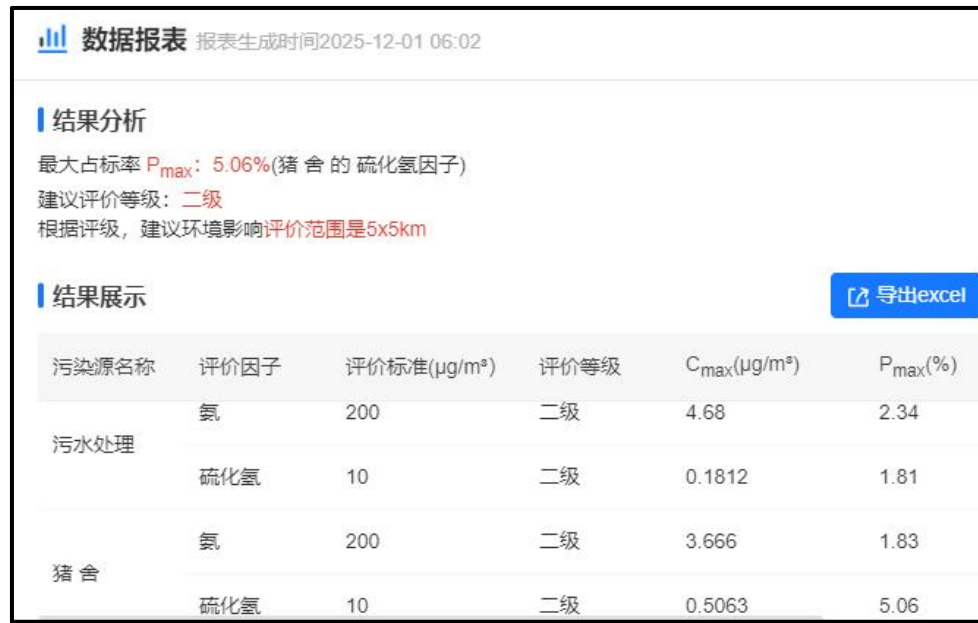 数据报表 报表生成时间2025-12-01 06:02
结果分析
最大占标率 Pmax：5.06%(猪 舍 的 硫化氢因子)
建议评价等级：二级
根据评级，建议环境影响评价范围是5x5km
结果展示 导出excel
污染源名称 评价因子 评价标准(μg/m³) 评价等级 Cmax(μg/m³) Pmax(%)
污水处理 氨 200 二级 4.68 2.34
硫化氢 10 二级 0.1812 1.81
猪 舍 氨 200 二级 3.666 1.83
硫化氢 10 二级 0.5063 5.06